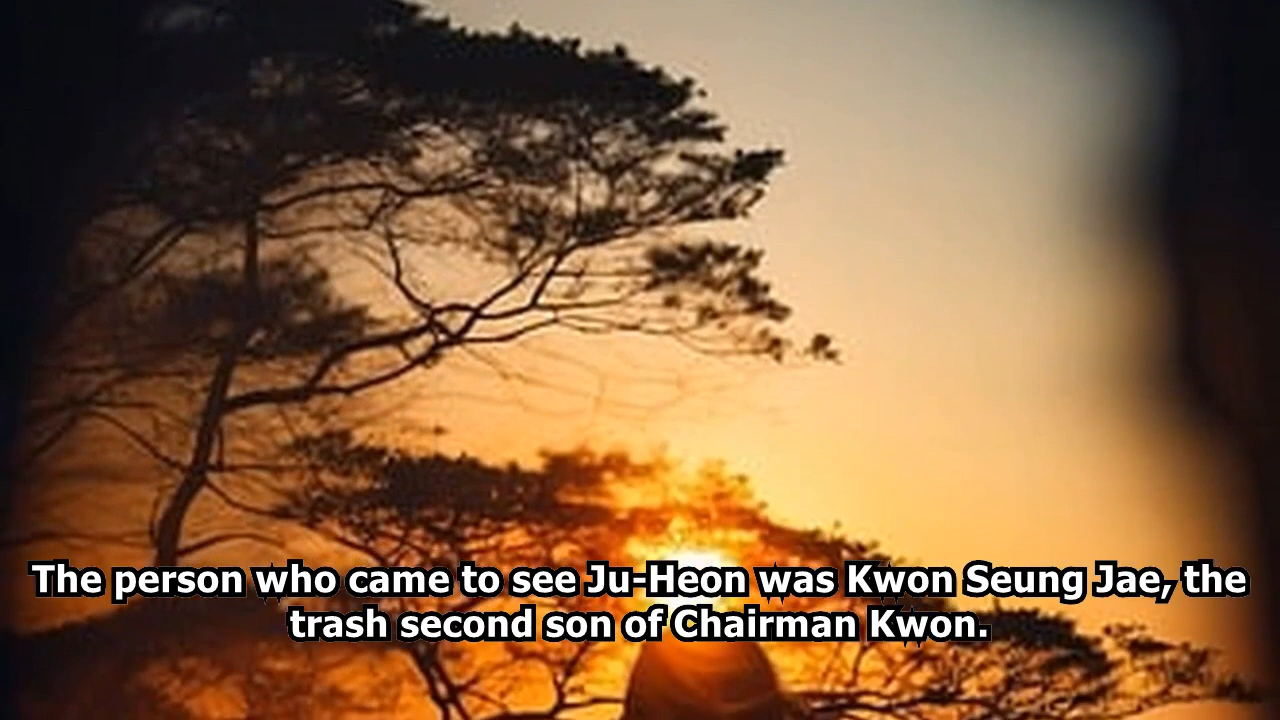 The person who came to see Ju-Heon was Kwon Seung Jae, the
trash second son of Chairman Kwon.